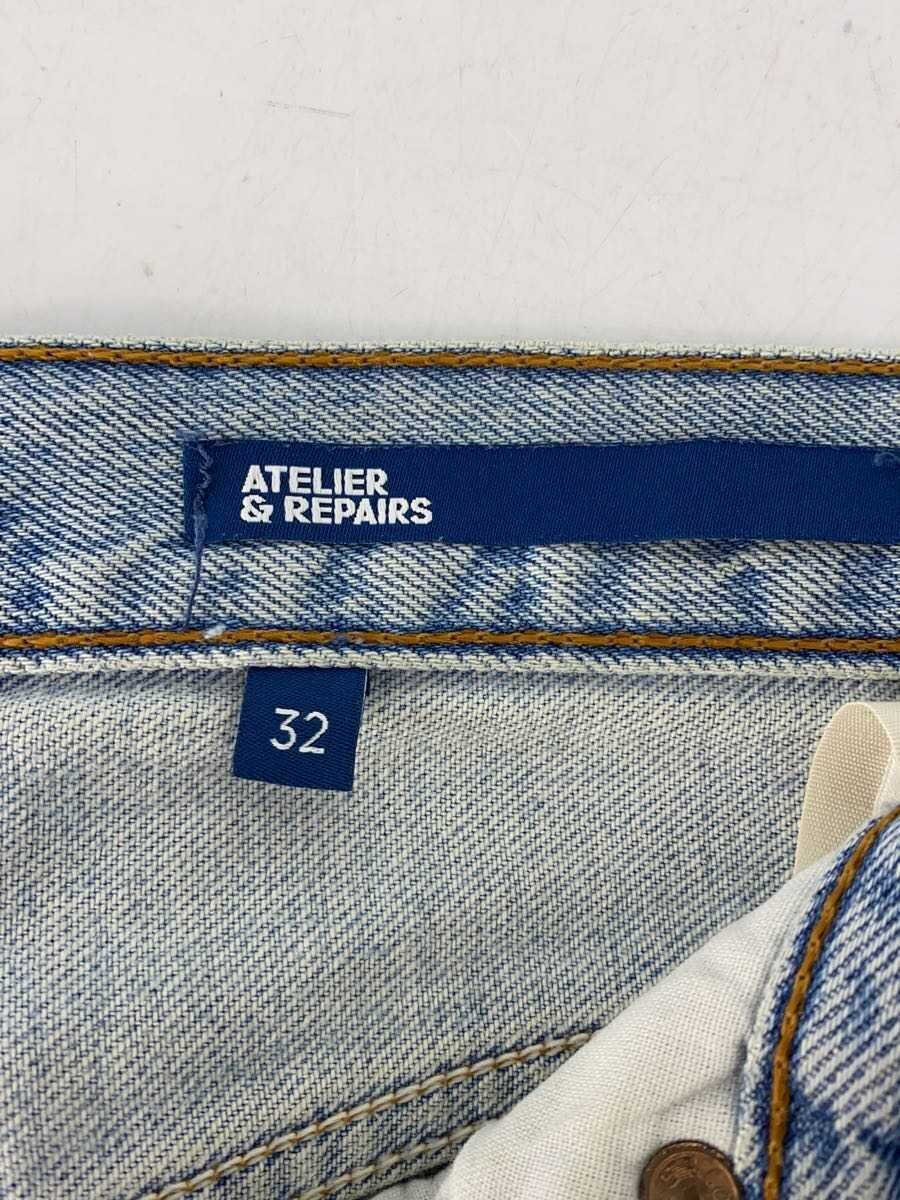 ATELIER
& REPAIRS
32